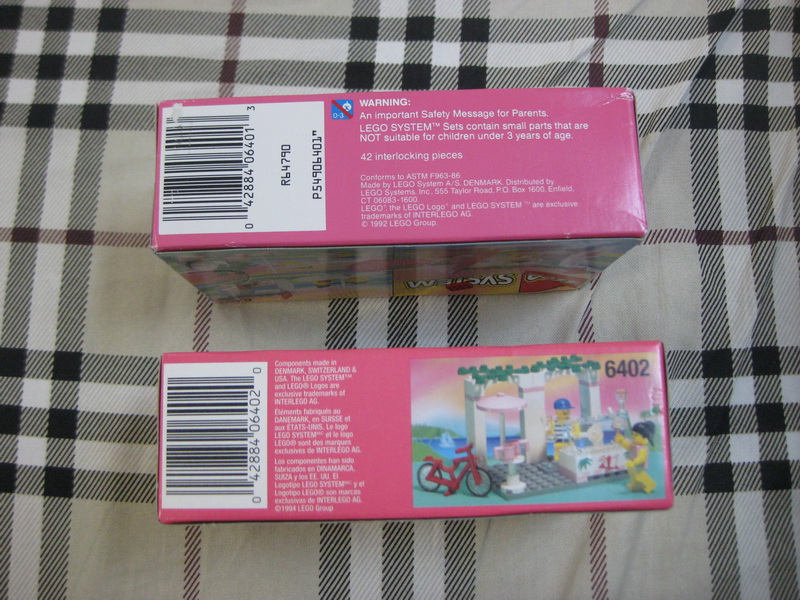 0 42884 06401 3
R64790
P54906401"
0-3
WARNING:
An important Safety Message for Parents.
LEGO SYSTEM™ Sets contain small parts that are
NOT suitable for children under 3 years of age.
42 interlocking pieces
Conforms to ASTM F963-86
Made by LEGO System A/S, DENMARK. Distributed by
LEGO Systems, Inc., 555 Taylor Road, P.O. Box 1600, Enfield,
CT 06083-1600.
LEGO®, the LEGO Logo® and LEGO SYSTEM™ are exclusive
trademarks of INTERLEGO AG.
© 1992 LEGO Group.
SYSTEM
0 42884 06402 0
Components made in
DENMARK, SWITZERLAND &
USA. The LEGO SYSTEM™
and LEGO® Logos are
exclusive trademarks of
INTERLEGO AG.
Éléments fabriqués au
DANEMARK, en SUISSE et
aux ÉTATS-UNIS. Le logo
LEGO SYSTEM™ et le logo
LEGO® sont des marques
exclusives de INTERLEGO AG.
Los componentes han sido
fabricados en DINAMARCA,
SUIZA y los EE. UU. El
Logotipo LEGO SYSTEM™ y el
Logotipo LEGO® son marcas
exclusivas de INTERLEGO AG.
©1994 LEGO Group
6402